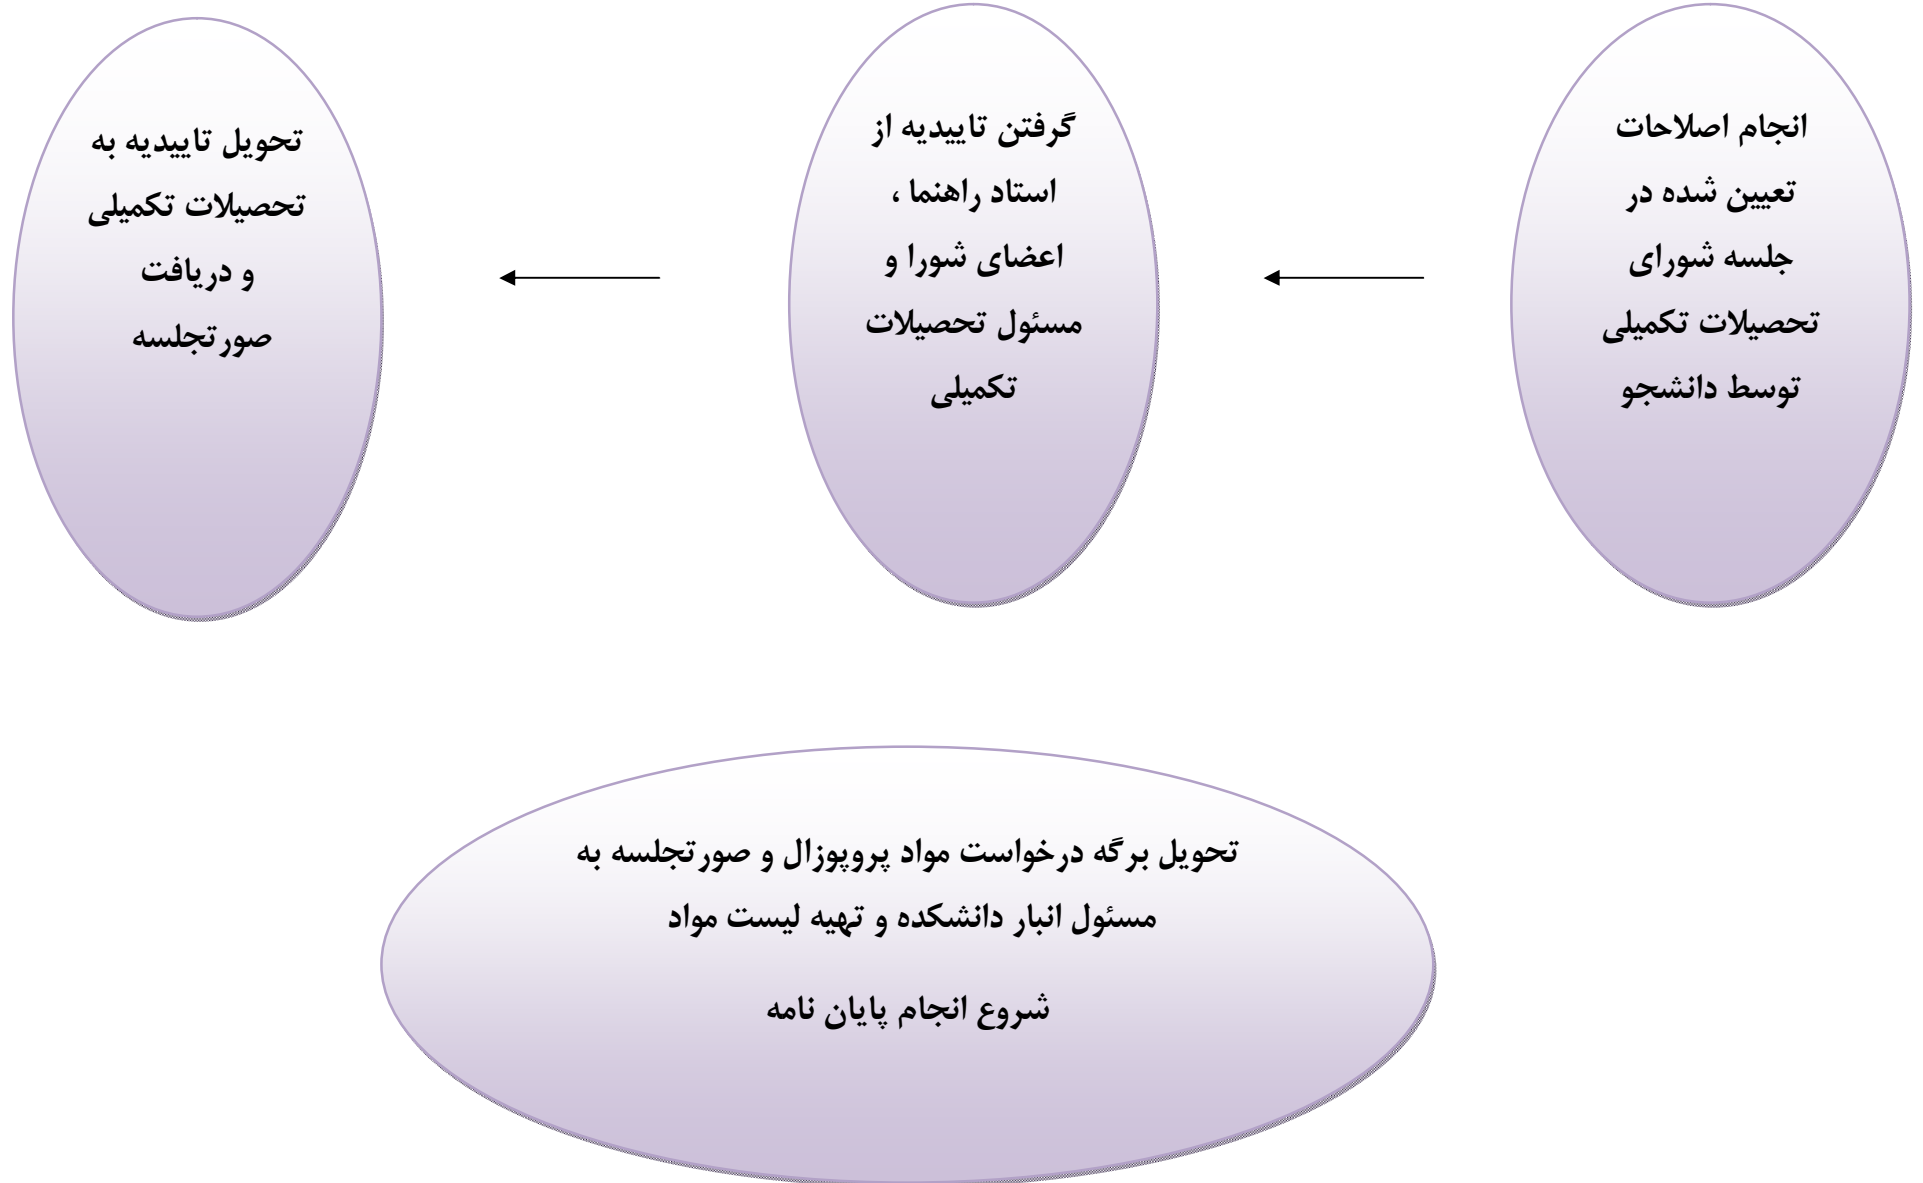 انجام اصلاحات
تعیین شده در
جلسه شورای
تحصیلات تکمیلی
توسط دانشجو
گرفتن تاییدیه از
استاد راهنما ،
اعضای شورا و
مسئول تحصیلات
تکمیلی
تحویل تاییدیه به
تحصیلات تکمیلی
و دریافت
صورتجلسه
تحویل برگه درخواست مواد پروپوزال و صورتجلسه به
مسئول انبار دانشکده و تهیه لیست مواد
شروع انجام پایان نامه